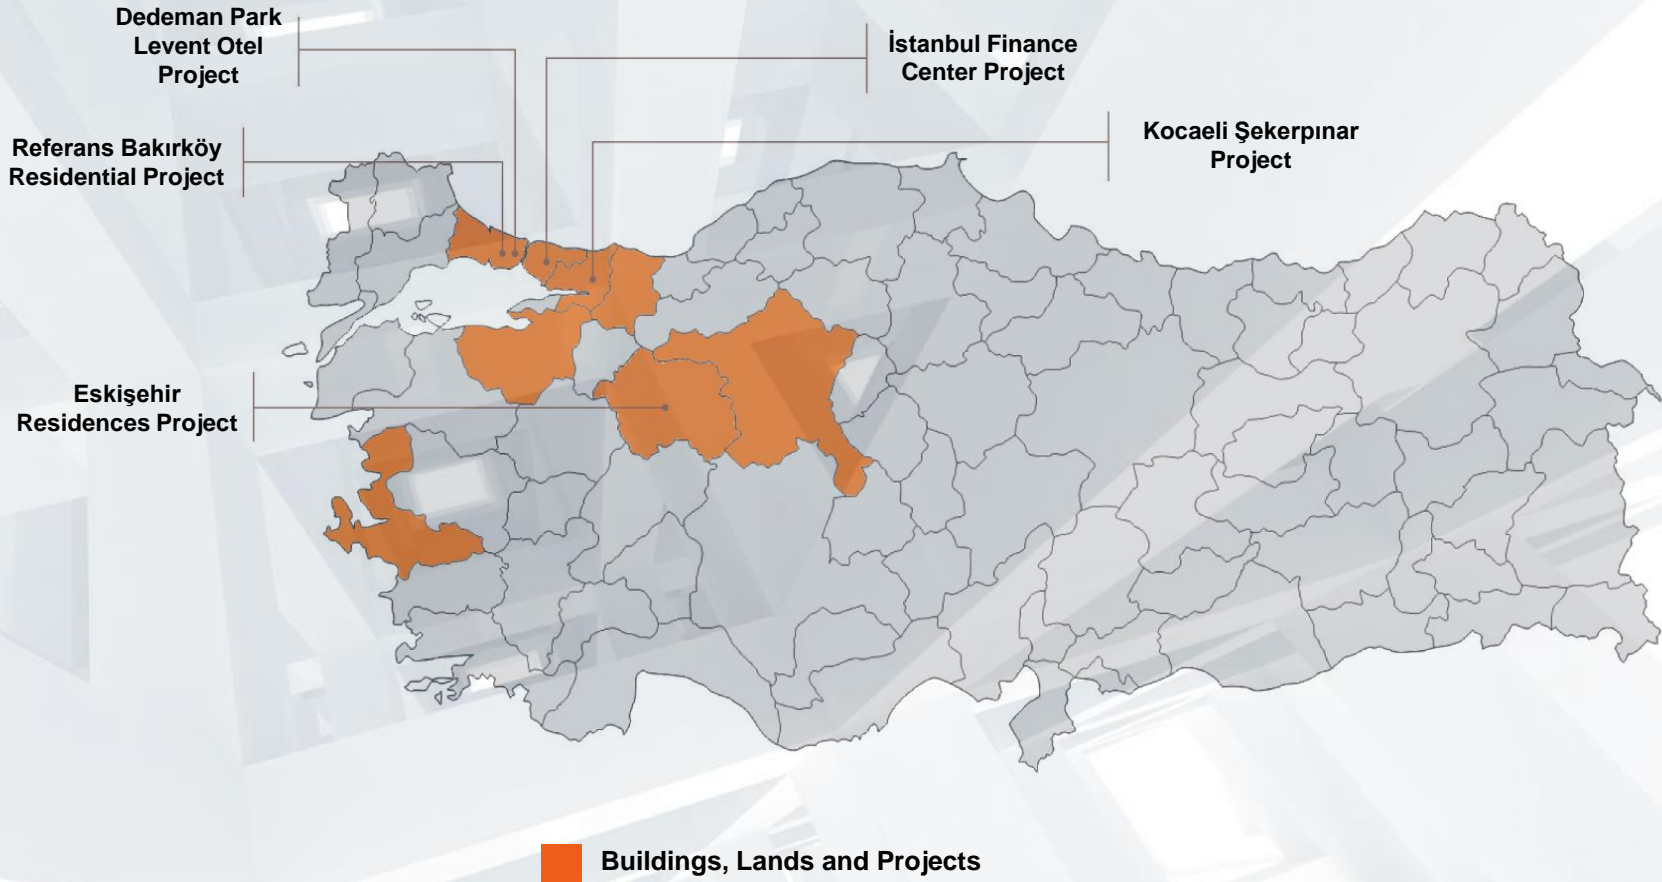 Dedeman Park
Levent Otel
Project
İstanbul Finance
Center Project
Kocaeli Şekerpınar
Project
Referans Bakırköy
Residential Project
Eskişehir
Residences Project
Buildings, Lands and Projects